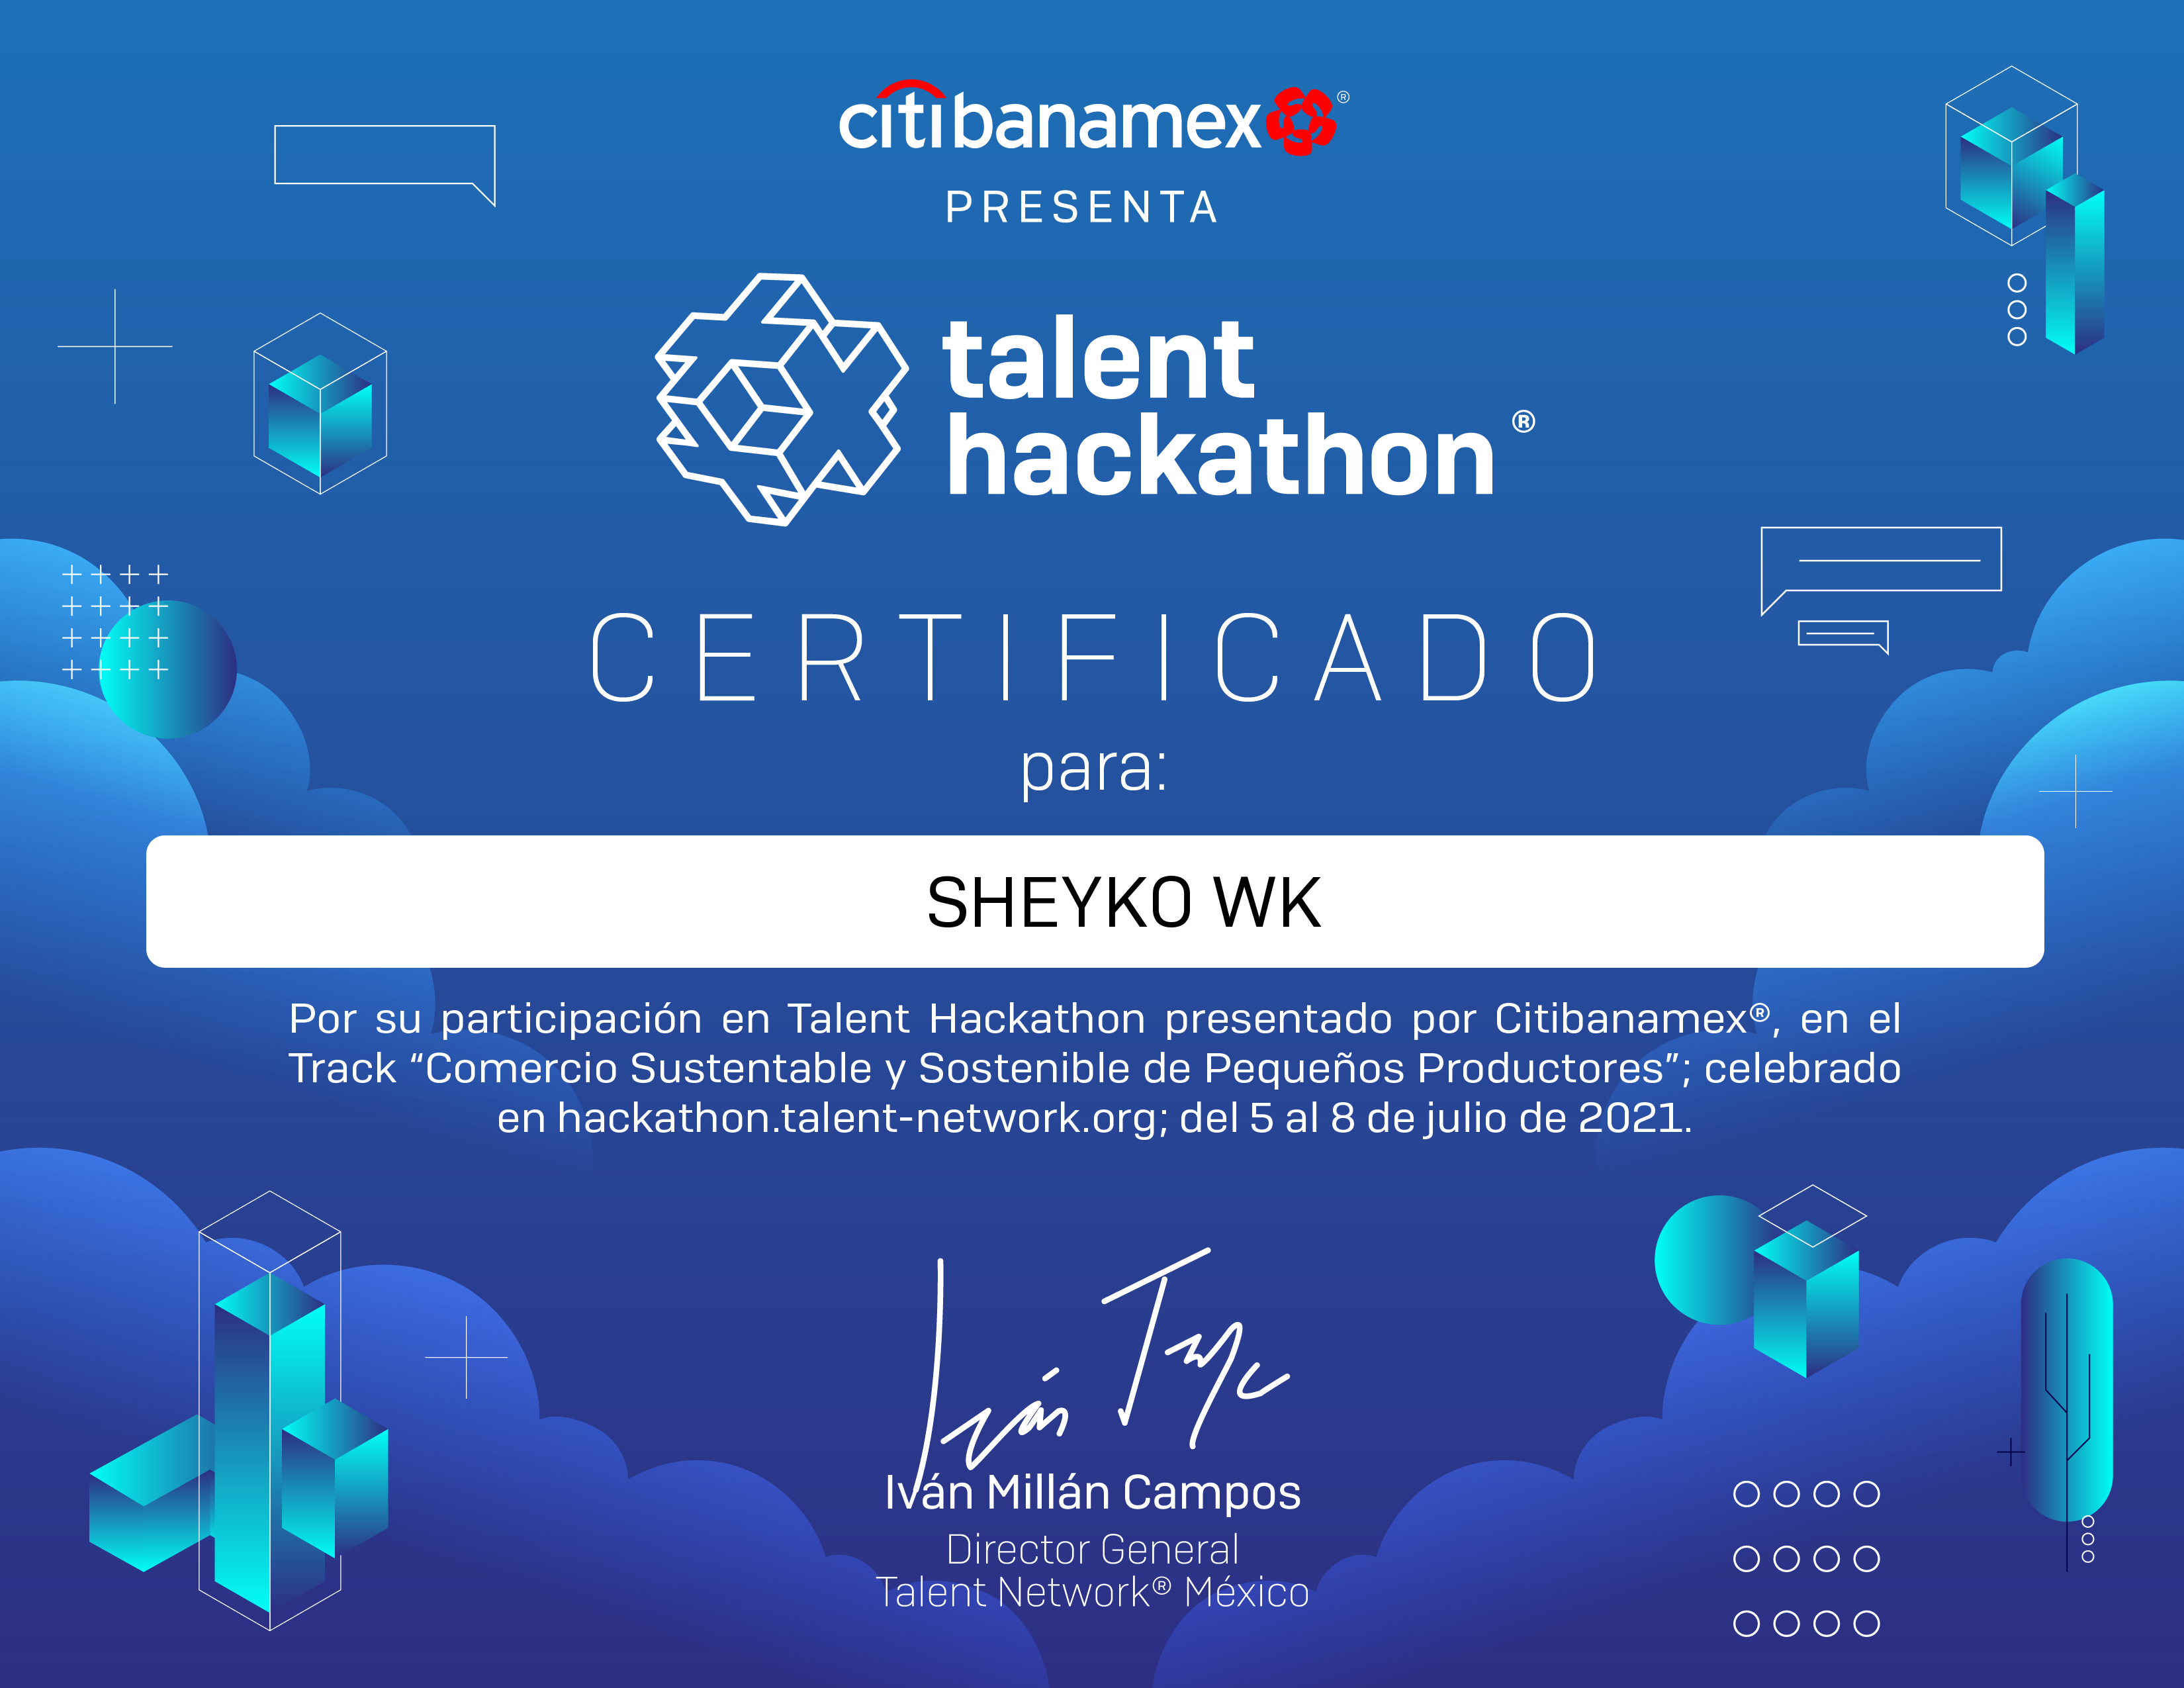 citibanamex®
PRESENTA
talent
hackathon®
CERTIFICADO
para:
SHEYKO WK
Por su participación en Talent Hackathon presentado por Citibanamex®, en el
Track “Comercio Sustentable y Sostenible de Pequeños Productores”; celebrado
en hackathon.talent-network.org; del 5 al 8 de julio de 2021.
Iván Millán Campos
Director General
Talent Network® México